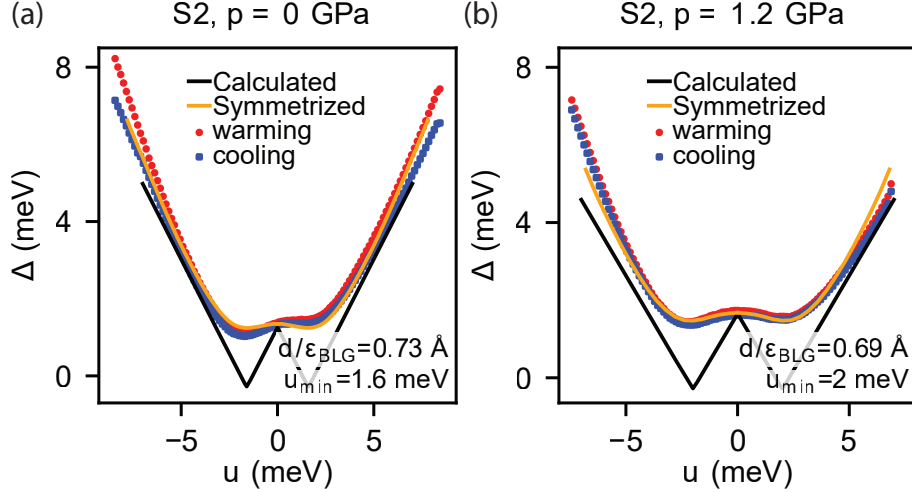 (a) S2, p = 0 GPa
8
4
0
Δ (meV)
Calculated
Symmetrized
warming
cooling
d/ε_BLG=0.73 Å
u_min=1.6 meV
−5 0 5
u (meV)
(b) S2, p = 1.2 GPa
8
4
0
Δ (meV)
Calculated
Symmetrized
warming
cooling
d/ε_BLG=0.69 Å
u_min=2 meV
−5 0 5
u (meV)